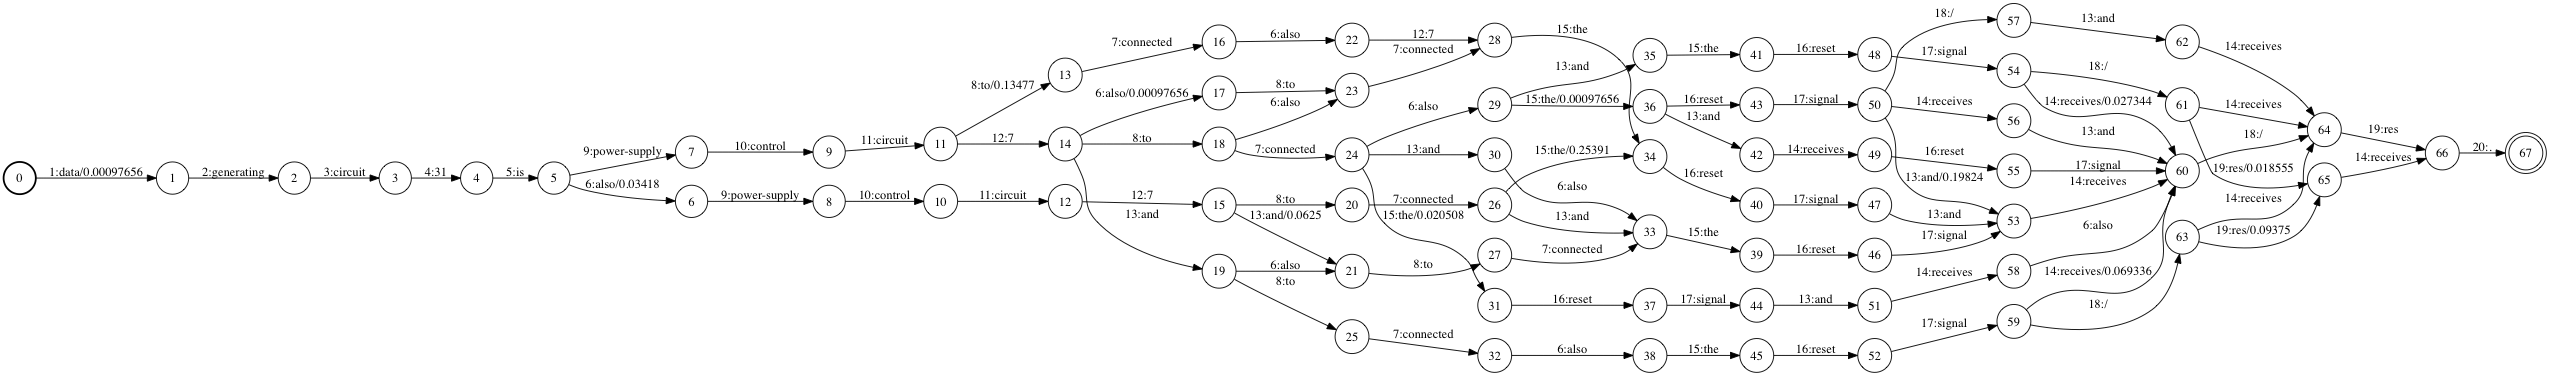 0 1:data/0.00097656 1 2:generating 2 3:circuit 3 4:31 4 5:is 5
9:power-supply 7 10:control 9 11:circuit 11
6:also/0.03418 6 9:power-supply 8 10:control 10 11:circuit 12
8:to/0.13477 13 7:connected 16 6:also 22 12:7 28 15:the
12:7 14 6:also/0.00097656 17 8:to 23 7:connected
8:to 18 6:also
7:connected 24 6:also 29 13:and 35 15:the 41 16:reset 48 17:signal 54 18:/ 61 14:receives 64 19:res 66 20:. 67
15:the/0.00097656 36 16:reset 43 17:signal 50 18:/ 57 13:and 62 14:receives
14:receives 56 13:and
14:receives/0.027344
13:and 42 14:receives 49 16:reset 55 17:signal 60 18:/
13:and 30 6:also
15:the/0.25391 34 16:reset 40 17:signal 47 13:and 53 14:receives
13:and/0.19824
19:res/0.018555 65 14:receives
12:7 15 8:to 20 7:connected 26 13:and 33 15:the 39 16:reset 46 17:signal
13:and/0.0625
15:the/0.020508
13:and 19 6:also 21 8:to 27 7:connected
8:to 25 7:connected 32 6:also 38 15:the 45 16:reset 52 17:signal 59 18:/ 63 14:receives
31 16:reset 37 17:signal 44 13:and 51 14:receives 58 6:also
14:receives/0.069336
19:res/0.09375